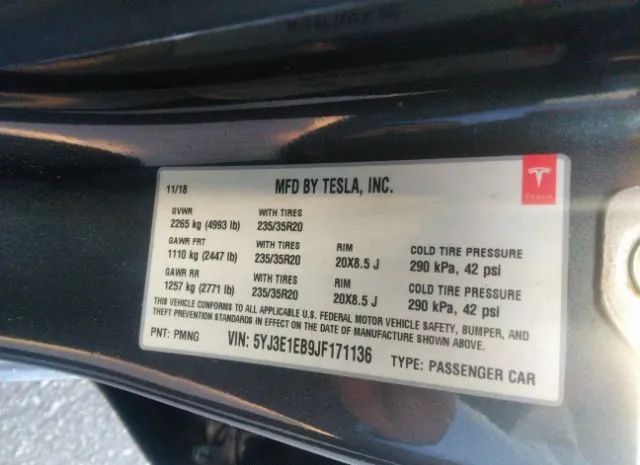 11/18 MFD BY TESLA, INC.
TESLA
GVWR WITH TIRES
2265 kg (4993 lb) 235/35R20
GAWR FRT WITH TIRES RIM COLD TIRE PRESSURE
1110 kg (2447 lb) 235/35R20 20X8.5 J 290 kPa, 42 psi
GAWR RR WITH TIRES RIM COLD TIRE PRESSURE
1257 kg (2771 lb) 235/35R20 20X8.5 J 290 kPa, 42 psi
THIS VEHICLE CONFORMS TO ALL APPLICABLE U.S. FEDERAL MOTOR VEHICLE SAFETY, BUMPER, AND
THEFT PREVENTION STANDARDS IN EFFECT ON THE DATE OF MANUFACTURE SHOWN ABOVE.
PNT: PMNG VIN: 5YJ3E1EB9JF171136 TYPE: PASSENGER CAR